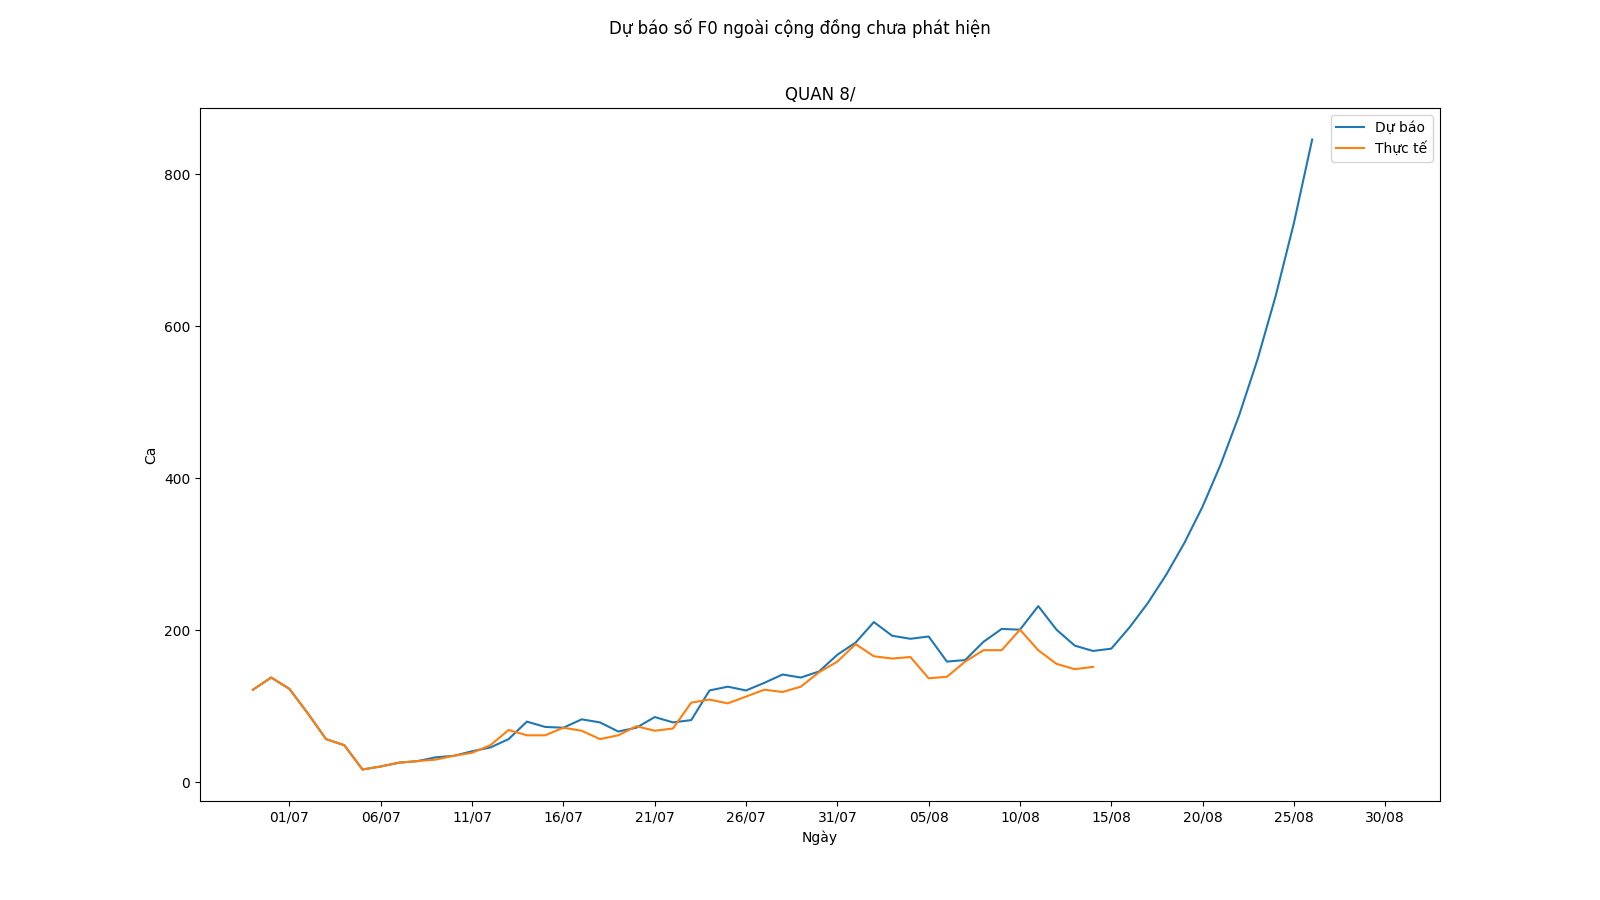 Dự báo số F0 ngoài cộng đồng chưa phát hiện
QUAN 8/
Dự báo
Thực tế
800
600
400
200
0
Ca
01/07 06/07 11/07 16/07 21/07 26/07 31/07 05/08 10/08 15/08 20/08 25/08 30/08
Ngày